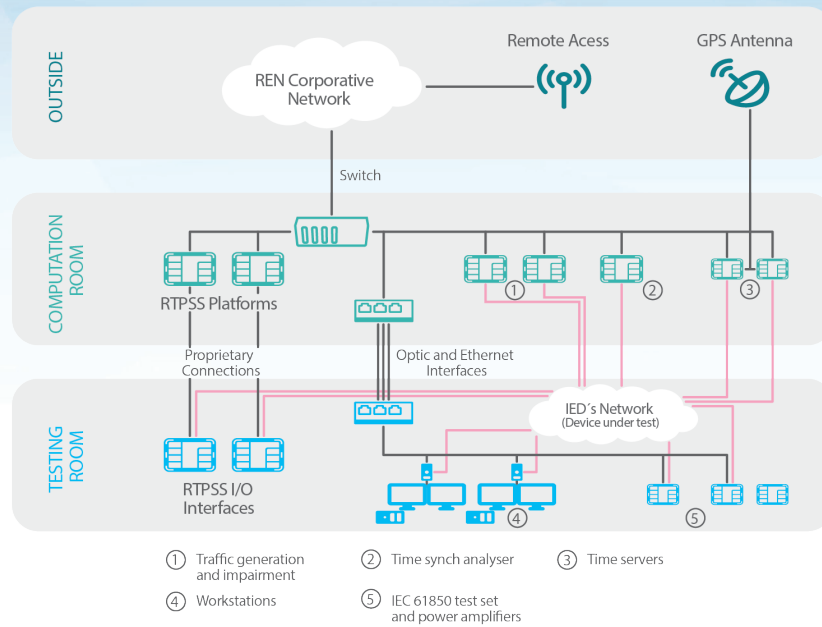 OUTSIDE
REN Corporative
Network
Remote Acess
GPS Antenna
Switch
COMPUTATION
ROOM
RTPSS Platforms
1
2
3
Proprietary
Connections
Optic and Ethernet
Interfaces
TESTING
ROOM
IED´s Network
(Device under test)
RTPSS I/O
Interfaces
4
5
1 Traffic generation
and impairment
2 Time synch analyser
3 Time servers
4 Workstations
5 IEC 61850 test set
and power amplifiers